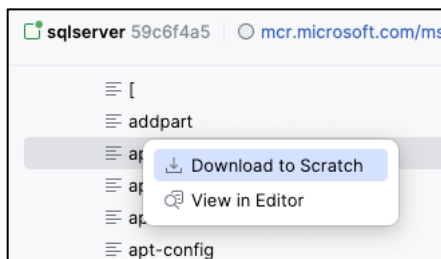 sqlserver 59c6f4a5 mcr.microsoft.com/ms
[
addpart
ap
Download to Scratch
ap
View in Editor
ap
apt-config